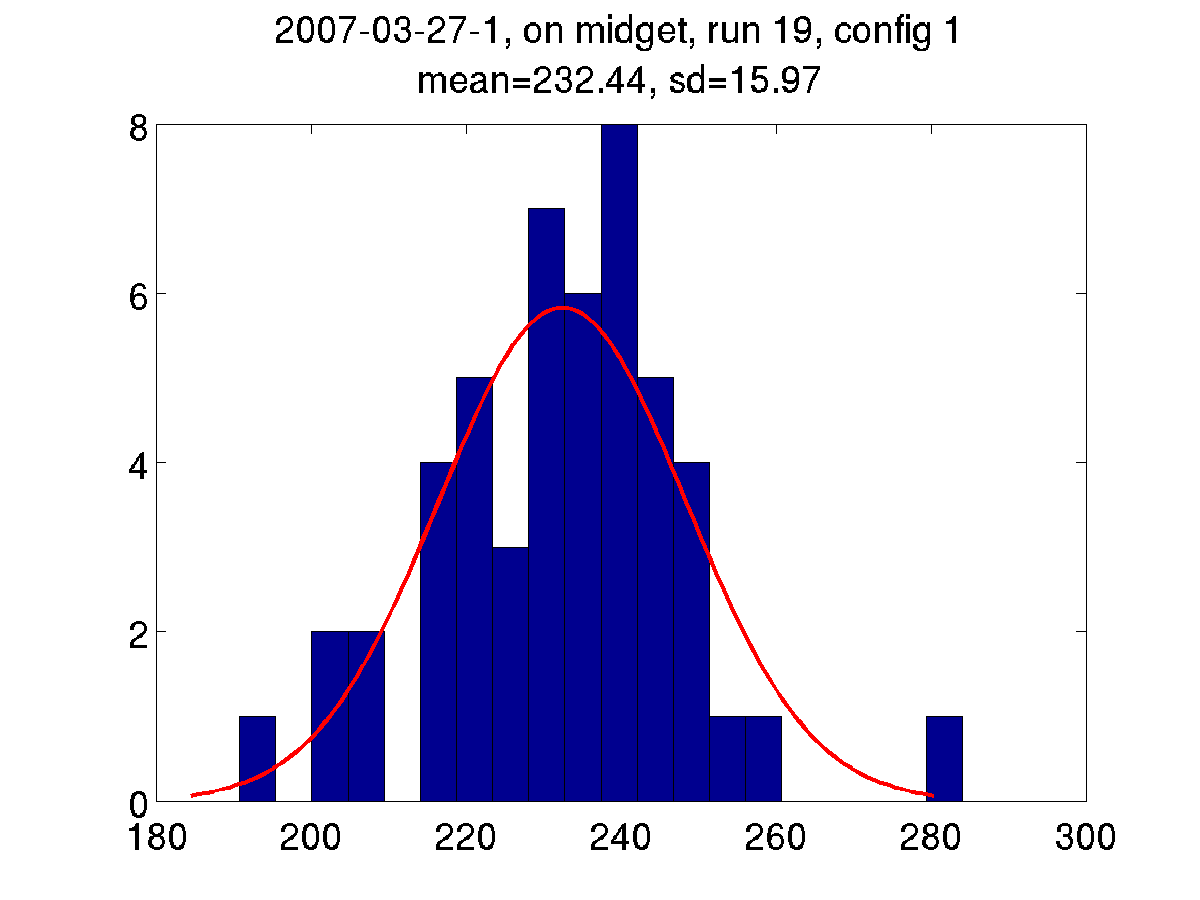 2007-03-27-1, on midget, run 19, config 1
mean=232.44, sd=15.97
8
6
4
2
0
180 200 220 240 260 280 300